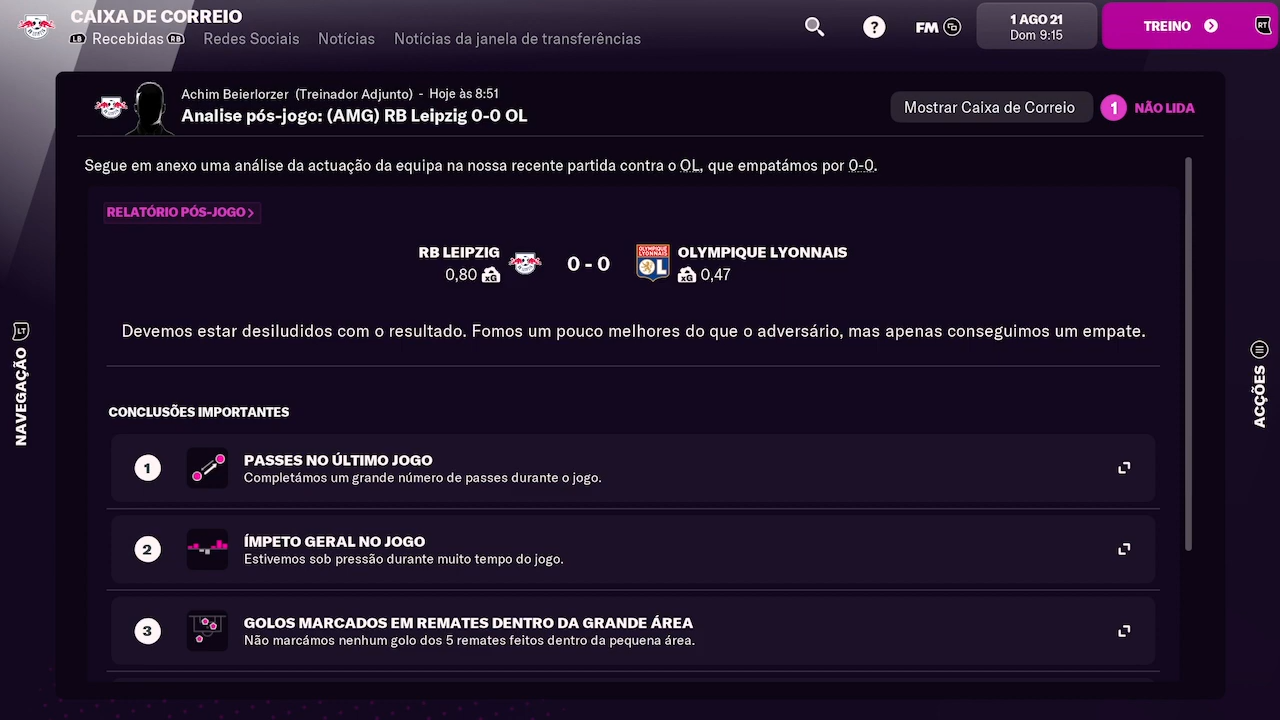 CAIXA DE CORREIO
LB Recebidas RB Redes Sociais Notícias Notícias da janela de transferências
? FM
1 AGO 21
Dom 9:15
TREINO
RT
Achim Beierlorzer (Treinador Adjunto) - Hoje às 8:51
Analise pós-jogo: (AMG) RB Leipzig 0-0 OL
Mostrar Caixa de Correio
1 NÃO LIDA
Segue em anexo uma análise da actuação da equipa na nossa recente partida contra o OL, que empatámos por 0-0.
RELATÓRIO PÓS-JOGO
RB LEIPZIG
0,80 xG
0 - 0
OLYMPIQUE LYONNAIS
OL
OLYMPIQUE LYONNAIS
xG 0,47
Devemos estar desiludidos com o resultado. Fomos um pouco melhores do que o adversário, mas apenas conseguimos um empate.
LT
NAVEGAÇÃO
ACÇÕES
CONCLUSÕES IMPORTANTES
1 PASSES NO ÚLTIMO JOGO
Completámos um grande número de passes durante o jogo.
2 ÍMPETO GERAL NO JOGO
Estivemos sob pressão durante muito tempo do jogo.
3 GOLOS MARCADOS EM REMATES DENTRO DA GRANDE ÁREA
Não marcámos nenhum golo dos 5 remates feitos dentro da pequena área.